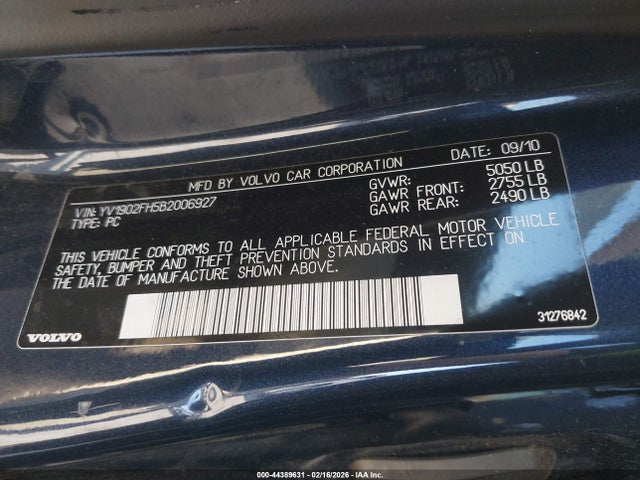 MFD BY VOLVO CAR CORPORATION DATE: 09/10
VIN: YV1902FH5B2006927
TYPE: PC
GVWR: 5050 LB
GAWR FRONT: 2755 LB
GAWR REAR: 2490 LB
THIS VEHICLE CONFORMS TO ALL APPLICABLE FEDERAL MOTOR VEHICLE
SAFETY, BUMPER AND THEFT PREVENTION STANDARDS IN EFFECT ON
THE DATE OF MANUFACTURE SHOWN ABOVE.
VOLVO
31276842
000-44389631 - 02/16/2026 - IAA Inc.